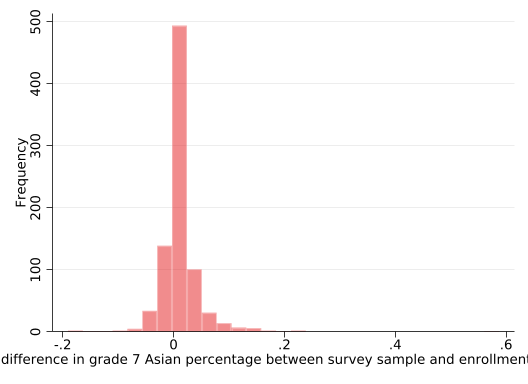 500
400
300
200
100
0
Frequency
-.2 0 .2 .4 .6
difference in grade 7 Asian percentage between survey sample and enrollment